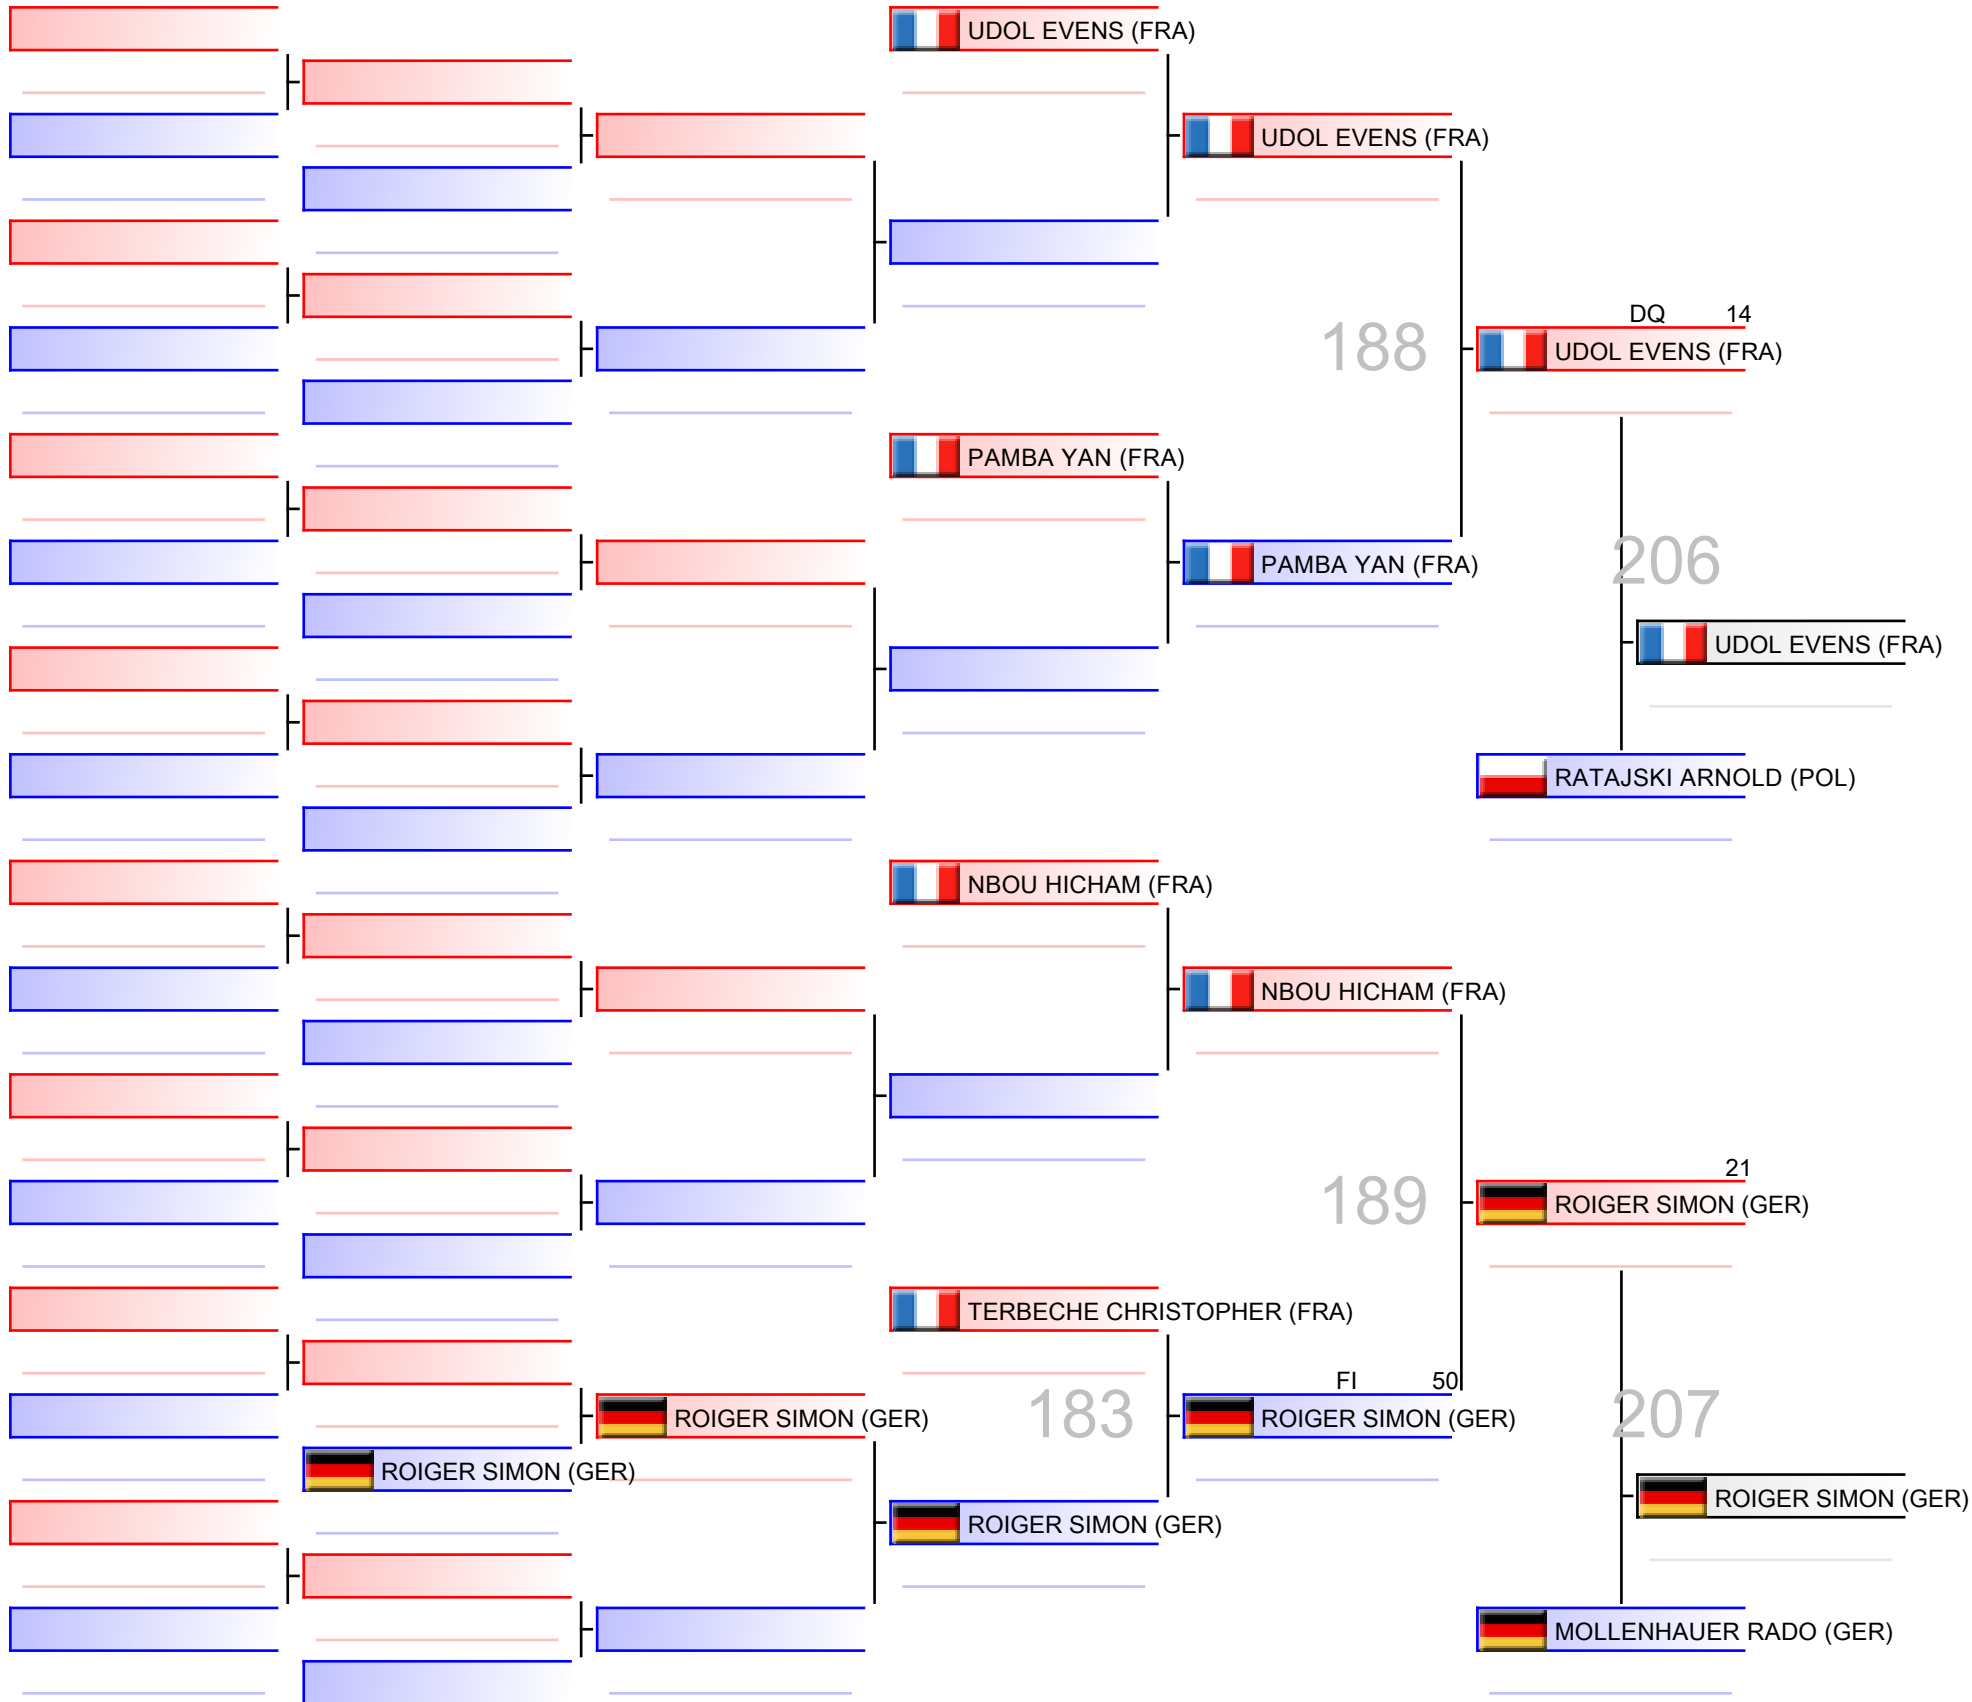 UDOL EVENS (FRA)
UDOL EVENS (FRA)
DQ 14
188
UDOL EVENS (FRA)
PAMBA YAN (FRA)
206
PAMBA YAN (FRA)
UDOL EVENS (FRA)
RATAJSKI ARNOLD (POL)
NBOU HICHAM (FRA)
NBOU HICHAM (FRA)
21
189
ROIGER SIMON (GER)
TERBECHE CHRISTOPHER (FRA)
FI 50
ROIGER SIMON (GER)
183
ROIGER SIMON (GER)
207
ROIGER SIMON (GER)
ROIGER SIMON (GER)
ROIGER SIMON (GER)
MOLLENHAUER RADO (GER)